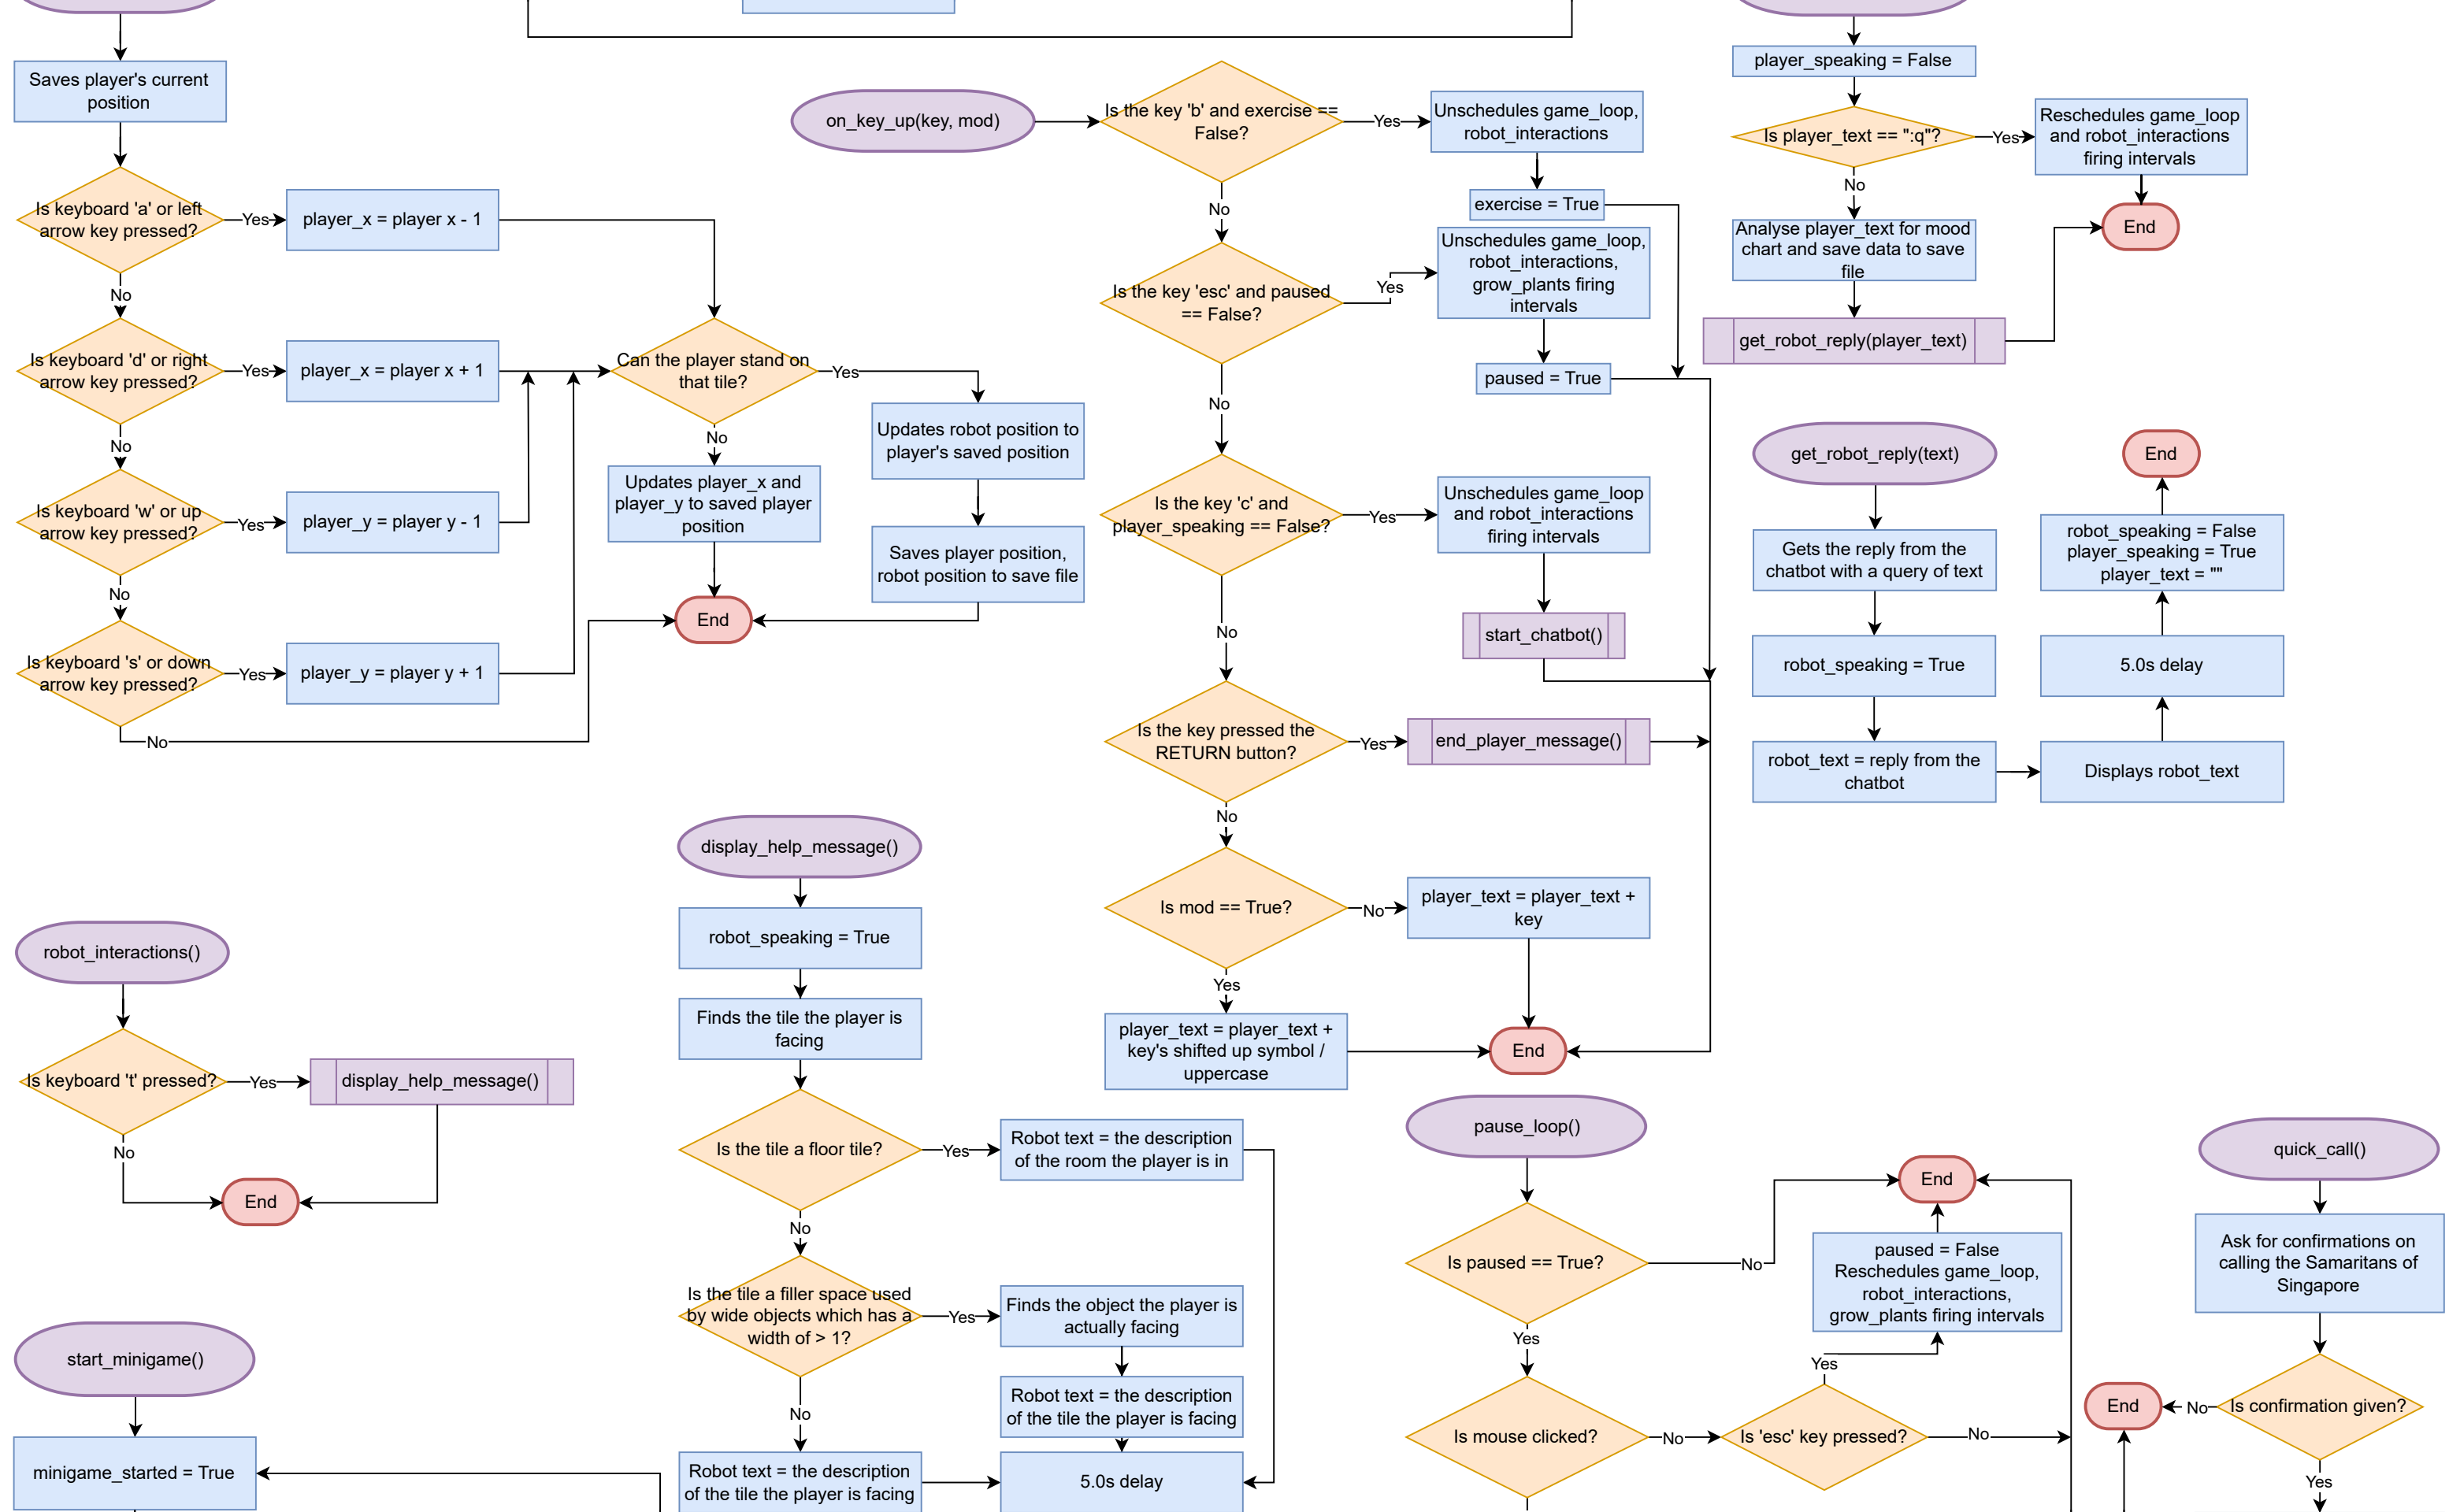 Saves player's current
position
Is keyboard 'a' or left
arrow key pressed?
Yes
player_x = player x - 1
No
Is keyboard 'd' or right
arrow key pressed?
Yes
player_x = player x + 1
No
Is keyboard 'w' or up
arrow key pressed?
Yes
player_y = player y - 1
No
Is keyboard 's' or down
arrow key pressed?
Yes
player_y = player y + 1
No
Can the player stand on
that tile?
Yes
No
Updates player_x and
player_y to saved player
position
Updates robot position to
player's saved position
Saves player position,
robot position to save file
End
on_key_up(key, mod)
Is the key 'b' and exercise ==
False?
Yes
Unschedules game_loop,
robot_interactions
exercise = True
No
Is the key 'esc' and paused
== False?
Yes
Unschedules game_loop,
robot_interactions,
grow_plants firing
intervals
paused = True
No
Is the key 'c' and
player_speaking == False?
Yes
Unschedules game_loop
and robot_interactions
firing intervals
start_chatbot()
No
Is the key pressed the
RETURN button?
Yes
end_player_message()
No
Is mod == True?
No
player_text = player_text +
key
Yes
player_text = player_text +
key's shifted up symbol /
uppercase
End
player_speaking = False
Is player_text == ":q"?
Yes
Reschedules game_loop
and robot_interactions
firing intervals
End
No
Analyse player_text for mood
chart and save data to save
file
get_robot_reply(player_text)
get_robot_reply(text)
Gets the reply from the
chatbot with a query of text
robot_speaking = True
robot_text = reply from the
chatbot
Displays robot_text
5.0s delay
robot_speaking = False
player_speaking = True
player_text = ""
End
robot_interactions()
Is keyboard 't' pressed?
Yes
display_help_message()
No
End
display_help_message()
robot_speaking = True
Finds the tile the player is
facing
Is the tile a floor tile?
Yes
Robot text = the description
of the room the player is in
No
Is the tile a filler space used
by wide objects which has a
width of > 1?
Yes
Finds the object the player is
actually facing
Robot text = the description
of the tile the player is facing
No
Robot text = the description
of the tile the player is facing
5.0s delay
start_minigame()
minigame_started = True
pause_loop()
Is paused == True?
No
End
paused = False
Reschedules game_loop,
robot_interactions,
grow_plants firing intervals
Yes
Is mouse clicked?
No
Is 'esc' key pressed?
Yes
No
quick_call()
Ask for confirmations on
calling the Samaritans of
Singapore
Is confirmation given?
No
End
Yes